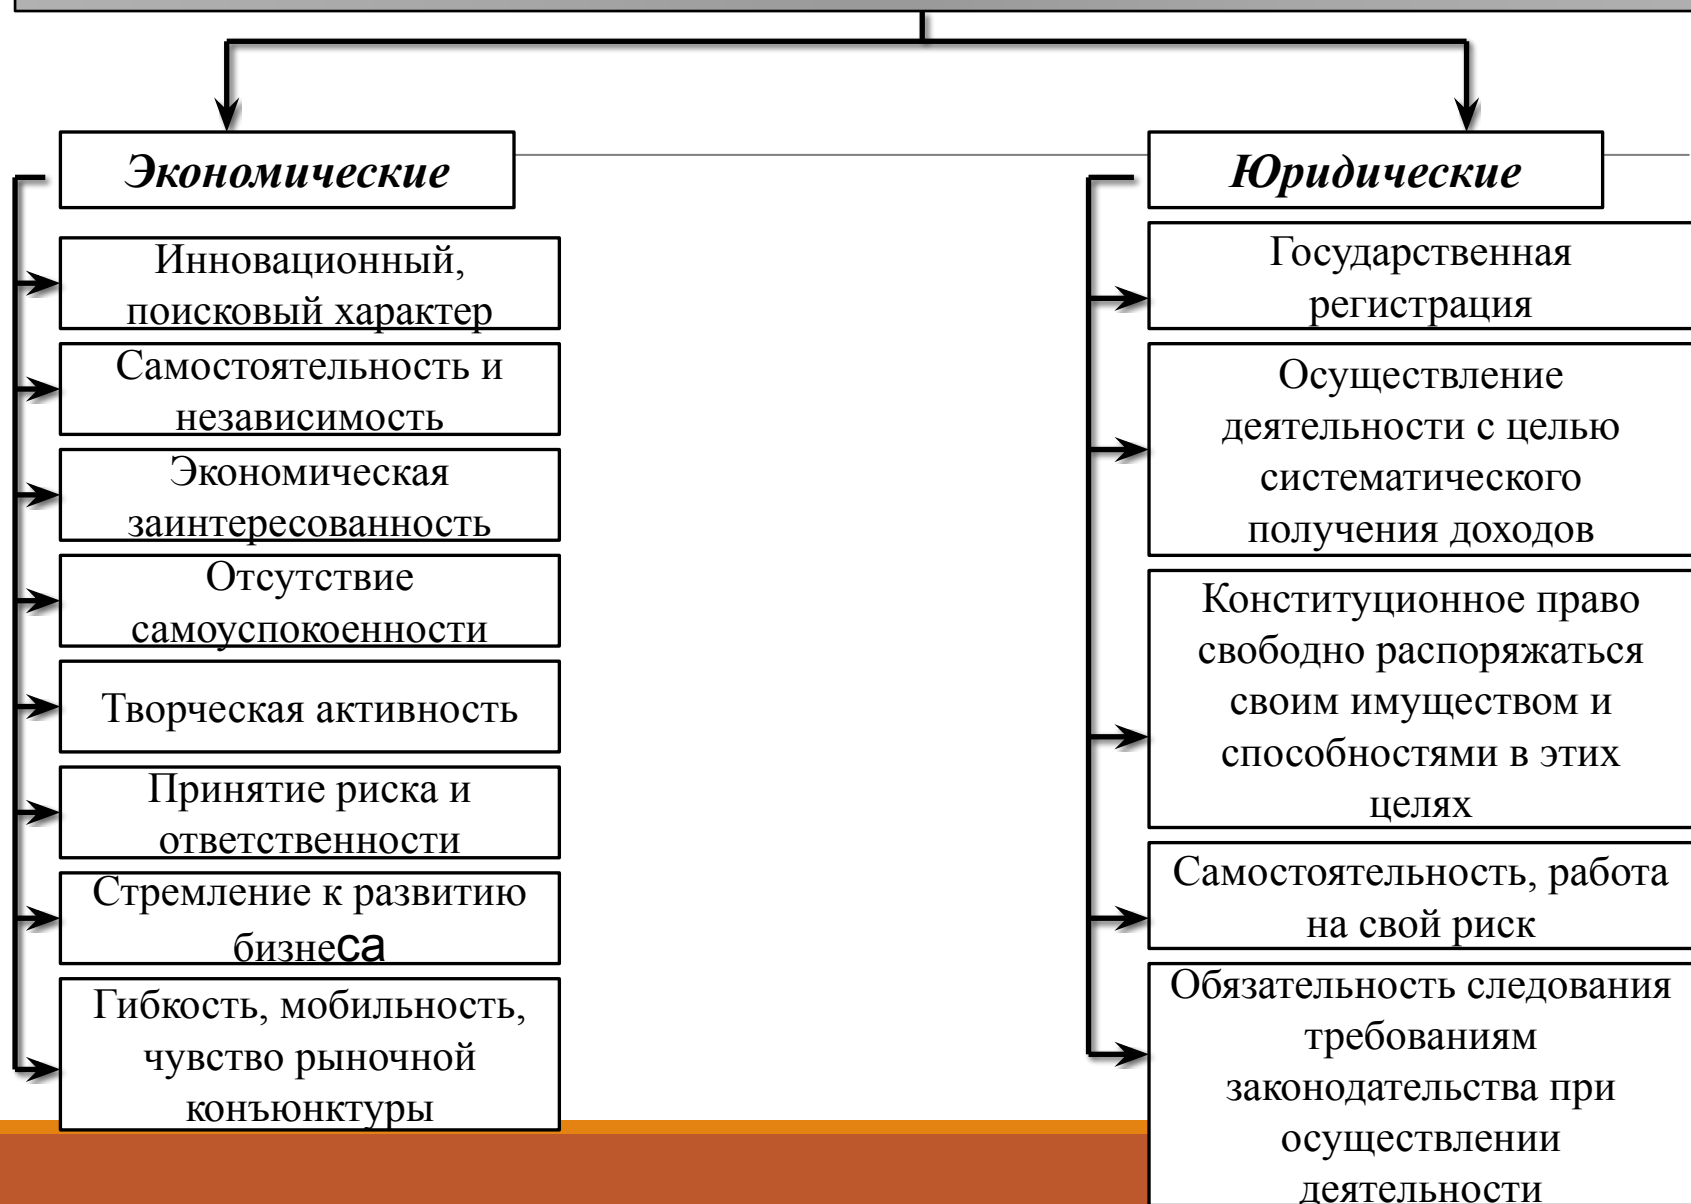 Экономические
Инновационный,
поисковый характер
Самостоятельность и
независимость
Экономическая
заинтересованность
Отсутствие
самоуспокоенности
Творческая активность
Принятие риска и
ответственности
Стремление к развитию
бизнеса
Гибкость, мобильность,
чувство рыночной
конъюнктуры
Юридические
Государственная
регистрация
Осуществление
деятельности с целью
систематического
получения доходов
Конституционное право
свободно распоряжаться
своим имуществом и
способностями в этих
целях
Самостоятельность, работа
на свой риск
Обязательность следования
требованиям
законодательства при
осуществлении
деятельности